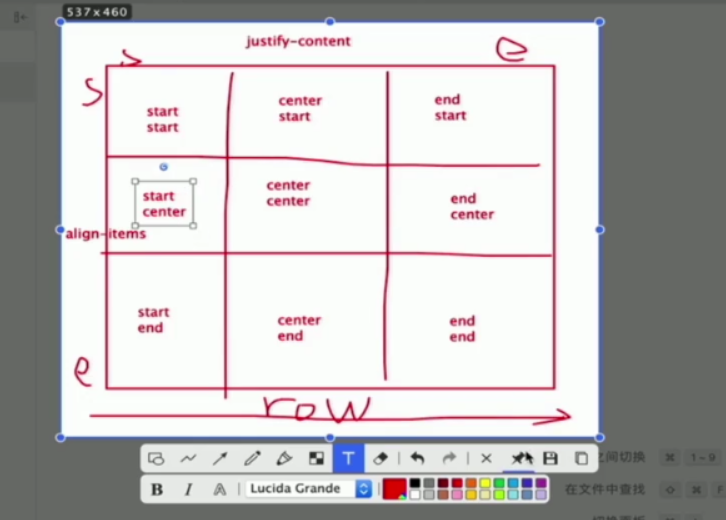 537×460
justify-content
s
e
s
start
start
center
start
end
start
start
center
center
center
end
center
align-items
start
end
center
end
end
end
e
row
之间切换 ⌘ 1~9
T
B I A Lucida Grande
在文件中查找 ⇧ ⌘ F